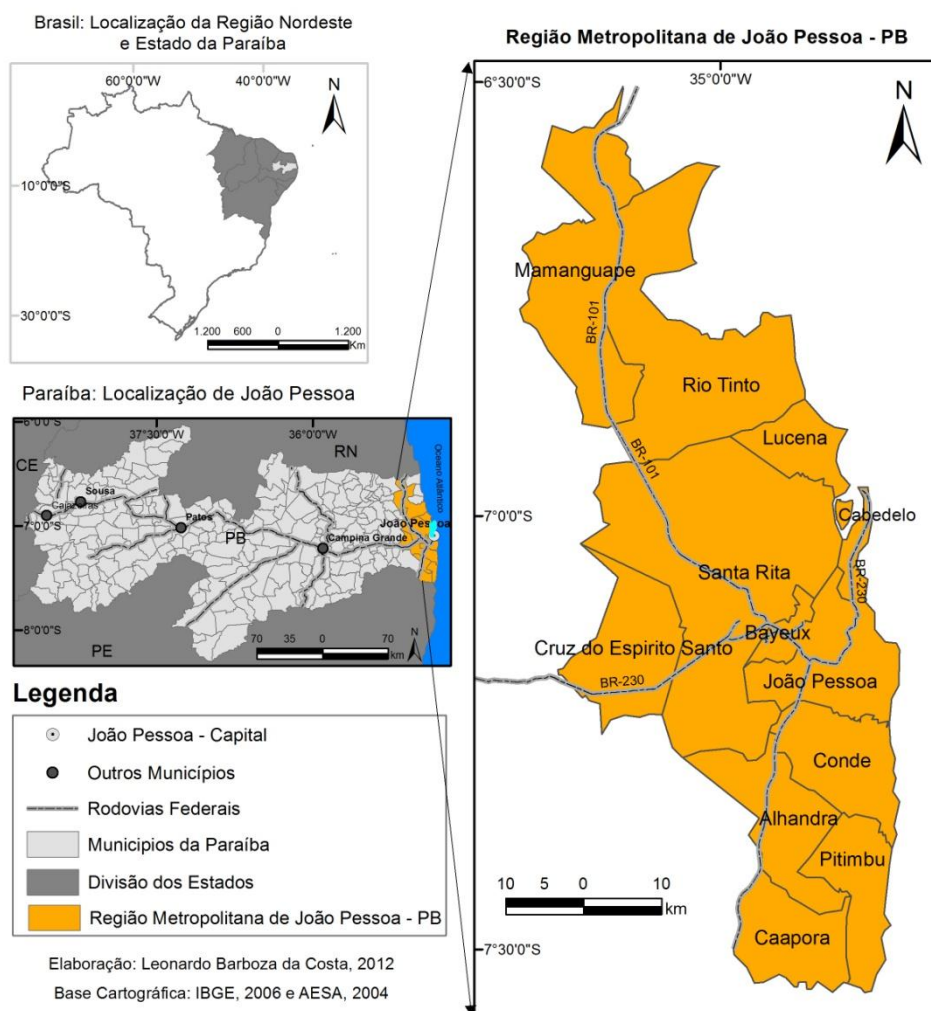 Brasil: Localização da Região Nordeste
e Estado da Paraíba
60°0'0"W
40°0'0"W
N
10°0'0"S
30°0'0"S
1.200 600 0 1.200
Km
Paraíba: Localização de João Pessoa
6°0'0"S
37°30'0"W
36°0'0"W
CE
RN
Oceano Atlântico
Sousa
Cajazeiras
7°0'0"S
Patos
PB
João Pessoa
Campina Grande
8°0'0"S
PE
70 35 0 70
km
N
Legenda
João Pessoa - Capital
Outros Municípios
Rodovias Federais
Municipios da Paraíba
Divisão dos Estados
Região Metropolitana de João Pessoa - PB
Elaboração: Leonardo Barboza da Costa, 2012
Base Cartográfica: IBGE, 2006 e AESA, 2004
Região Metropolitana de João Pessoa - PB
35°0'0"W
6°30'0"S
N
Mamanguape
BR-101
Rio Tinto
BR-101
Lucena
7°0'0"S
Cabedelo
BR-230
Santa Rita
Bayeux
Cruz do Espirito Santo
BR-230
João Pessoa
Conde
Alhandra
Pitimbu
10 5 0 10
km
Caapora
7°30'0"S